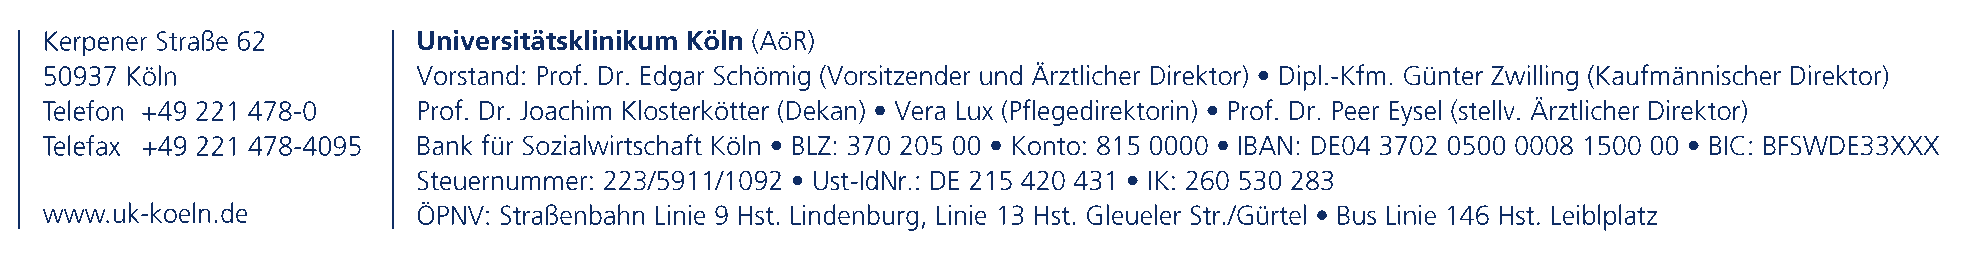 Kerpener Straße 62
50937 Köln
Telefon +49 221 478-0
Telefax +49 221 478-4095
www.uk-koeln.de
Universitätsklinikum Köln (AöR)
Vorstand: Prof. Dr. Edgar Schömig (Vorsitzender und Ärztlicher Direktor) • Dipl.-Kfm. Günter Zwilling (Kaufmännischer Direktor)
Prof. Dr. Joachim Klosterkötter (Dekan) • Vera Lux (Pflegedirektorin) • Prof. Dr. Peer Eysel (stellv. Ärztlicher Direktor)
Bank für Sozialwirtschaft Köln • BLZ: 370 205 00 • Konto: 815 0000 • IBAN: DE04 3702 0500 0008 1500 00 • BIC: BFSWDE33XXX
Steuernummer: 223/5911/1092 • Ust-IdNr.: DE 215 420 431 • IK: 260 530 283
ÖPNV: Straßenbahn Linie 9 Hst. Lindenburg, Linie 13 Hst. Gleueler Str./Gürtel • Bus Linie 146 Hst. Leiblplatz